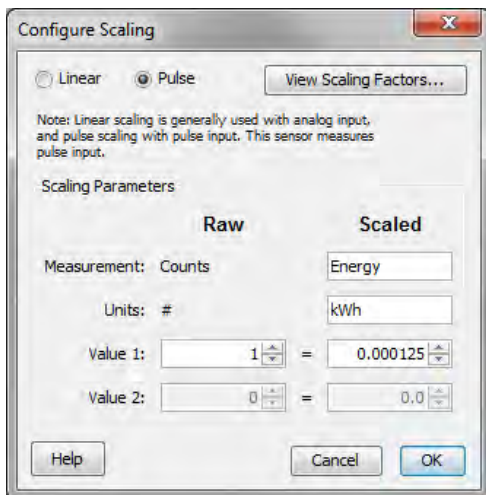 Configure Scaling
Linear Pulse View Scaling Factors...
Note: Linear scaling is generally used with analog input,
and pulse scaling with pulse input. This sensor measures
pulse input.
Scaling Parameters
Raw Scaled
Measurement: Counts Energy
Units: # kWh
Value 1: 1 = 0.000125
Value 2: 0 = 0.0
Help Cancel OK